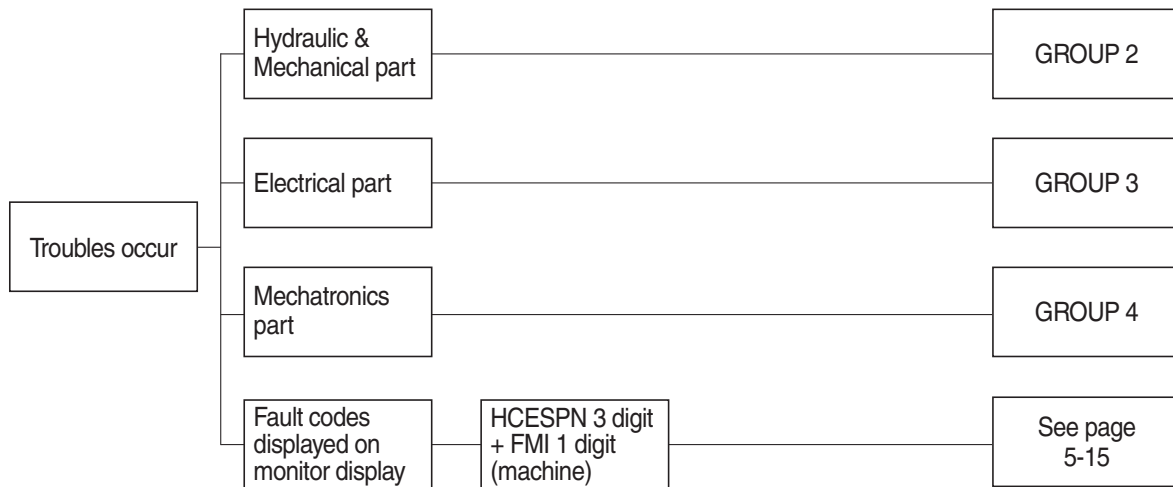 Troubles occur
Hydraulic &
Mechanical part
GROUP 2
Electrical part
GROUP 3
Mechatronics
part
GROUP 4
Fault codes
displayed on
monitor display
HCESPN 3 digit
+ FMI 1 digit
(machine)
See page
5-15